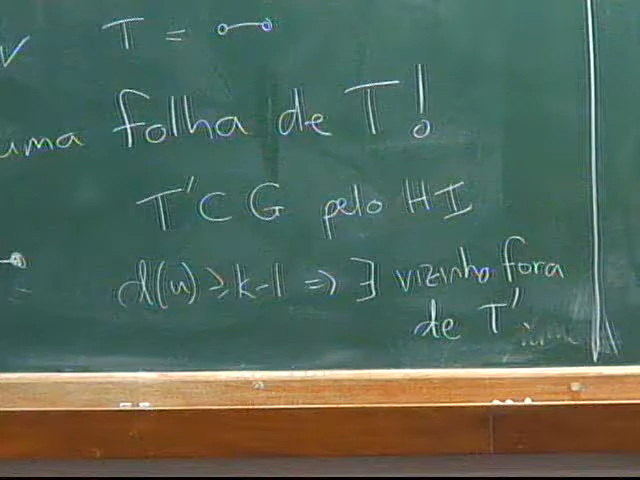 T =
uma folha de T!
T' ⊂ G pelo HI
d(u) ≥ k-1 => ∃ vizinho fora
de T'